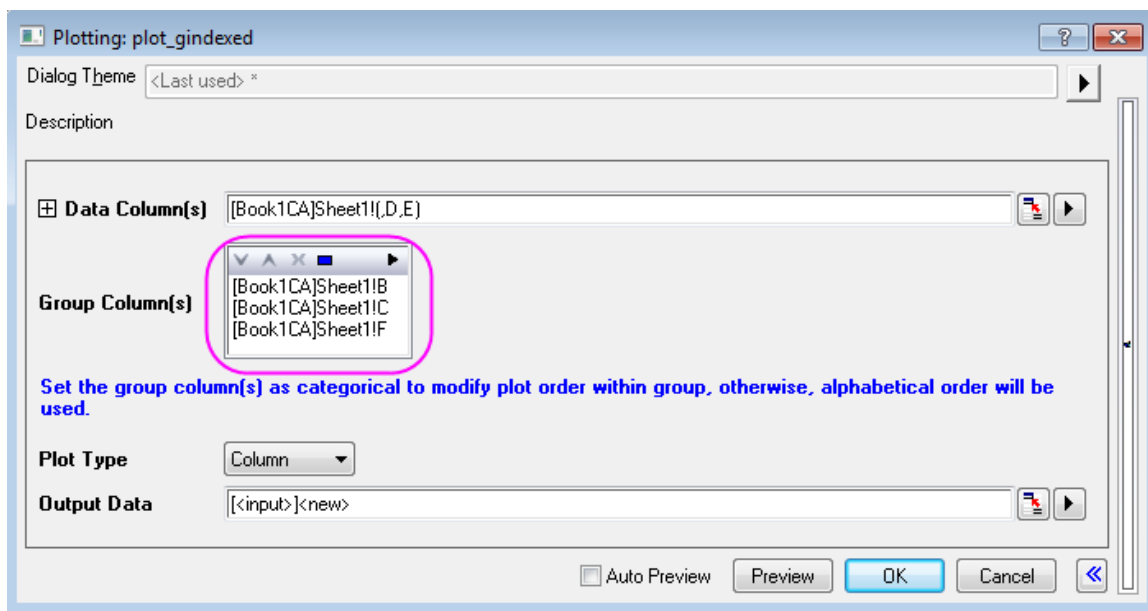 Plotting: plot_gindexed
Dialog Theme <Last used> *
Description
Data Column(s) [Book1CA]Sheet1!(,D,E)
Group Column(s)
[Book1CA]Sheet1!B
[Book1CA]Sheet1!C
[Book1CA]Sheet1!F
Set the group column(s) as categorical to modify plot order within group, otherwise, alphabetical order will be
used.
Plot Type Column
Output Data [<input>]<new>
Auto Preview Preview OK Cancel